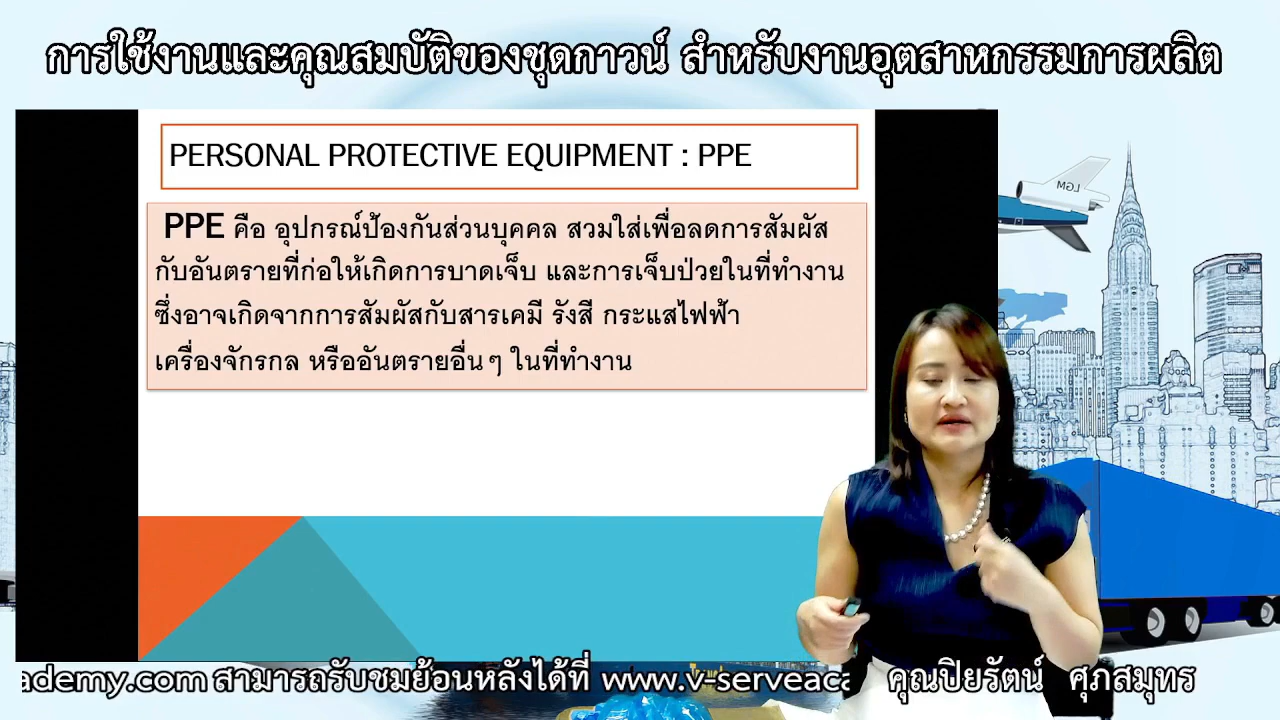 การใช้งานและคุณสมบัติของชุดกาวน์ สำหรับงานอุตสาหกรรมการผลิต
PERSONAL PROTECTIVE EQUIPMENT : PPE
PPE คือ อุปกรณ์ป้องกันส่วนบุคคล สวมใส่เพื่อลดการสัมผัส
กับอันตรายที่ก่อให้เกิดการบาดเจ็บ และการเจ็บป่วยในที่ทำงาน
ซึ่งอาจเกิดจากการสัมผัสกับสารเคมี รังสี กระแสไฟฟ้า
เครื่องจักรกล หรืออันตรายอื่นๆ ในที่ทำงาน
LGM
ademy.com สามารถรับชมย้อนหลังได้ที่ www.v-serveaca
คุณปิยรัตน์ ศุภสมุทร